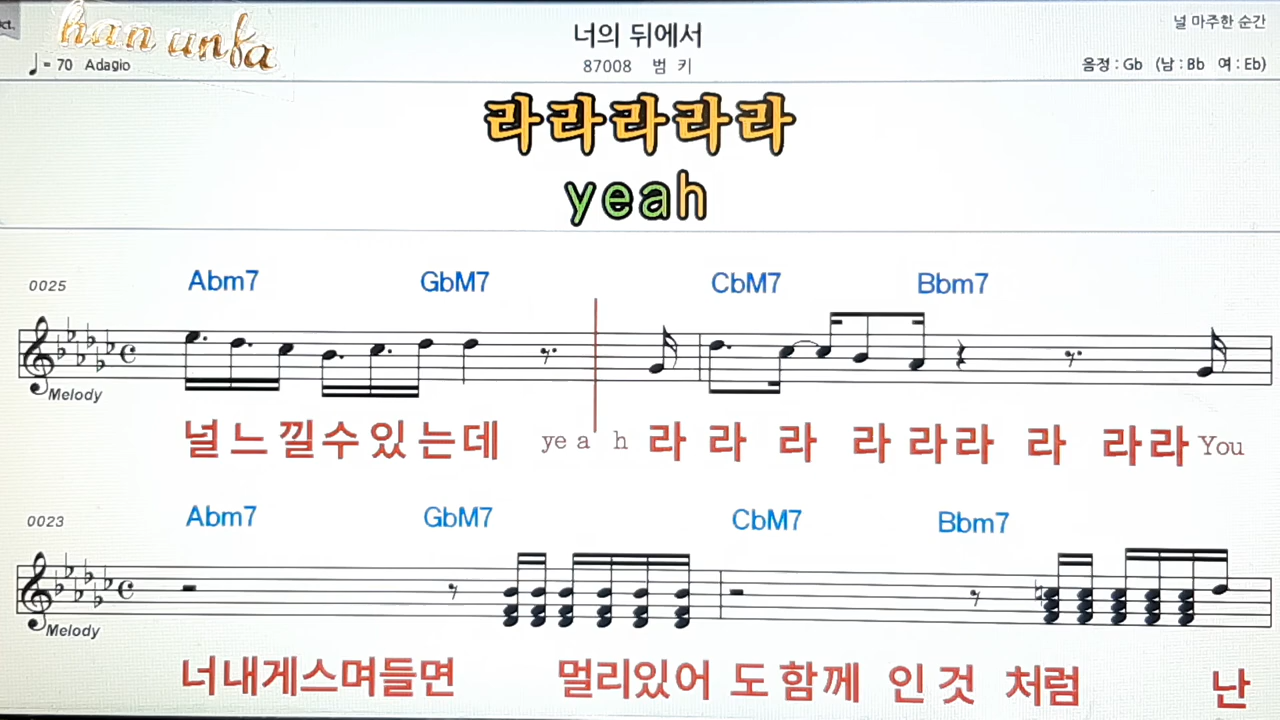 ct.
han unfa
너의 뒤에서
널 마주한 순간
♩= 70 Adagio
87008 범 키
음정 : Gb (남 : Bb 여 : Eb)
라라라라라
yeah
0025 Abm7 GbM7 CbM7 Bbm7
Melody
널 느 낄 수 있 는 데 ye a h 라 라 라 라 라 라 라 라 라 You
0023 Abm7 GbM7 CbM7 Bbm7
Melody
너내게스며들면 멀리있어 도 함께 인 것 처럼 난